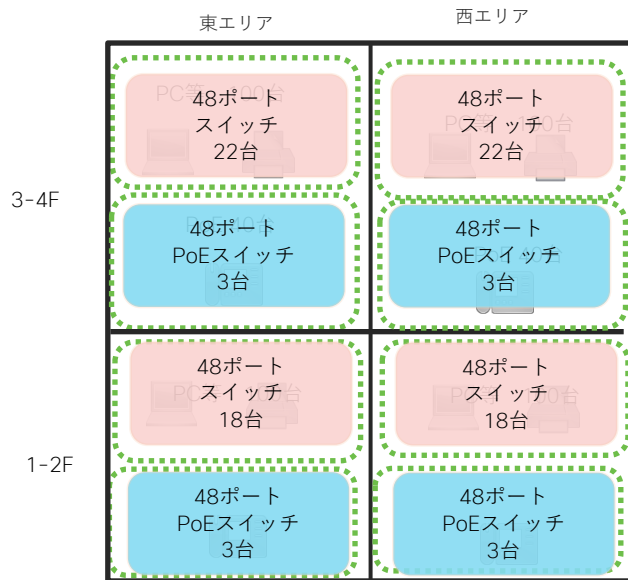 東エリア
西エリア
3-4F
48ポート
スイッチ
22台
48ポート
スイッチ
22台
48ポート
PoEスイッチ
3台
48ポート
PoEスイッチ
3台
1-2F
48ポート
スイッチ
18台
48ポート
スイッチ
18台
48ポート
PoEスイッチ
3台
48ポート
PoEスイッチ
3台